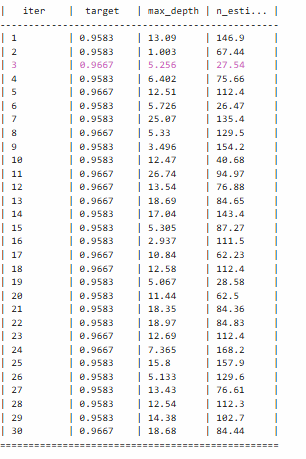 | iter | target | max_depth | n_esti... |
-------------------------------------------------
| 1 | 0.9583 | 13.09 | 146.9 |
| 2 | 0.9583 | 1.003 | 67.44 |
| 3 | 0.9667 | 5.256 | 27.54 |
| 4 | 0.9583 | 6.402 | 75.66 |
| 5 | 0.9667 | 12.51 | 112.4 |
| 6 | 0.9583 | 5.726 | 26.47 |
| 7 | 0.9583 | 25.07 | 135.4 |
| 8 | 0.9667 | 5.33 | 129.5 |
| 9 | 0.9583 | 3.496 | 154.2 |
| 10 | 0.9583 | 12.47 | 40.68 |
| 11 | 0.9667 | 26.74 | 94.97 |
| 12 | 0.9667 | 13.54 | 76.88 |
| 13 | 0.9667 | 18.69 | 84.65 |
| 14 | 0.9583 | 17.04 | 143.4 |
| 15 | 0.9583 | 5.305 | 87.27 |
| 16 | 0.9583 | 2.937 | 111.5 |
| 17 | 0.9667 | 10.84 | 62.23 |
| 18 | 0.9667 | 12.58 | 112.4 |
| 19 | 0.9583 | 5.067 | 28.58 |
| 20 | 0.9583 | 11.44 | 62.5 |
| 21 | 0.9583 | 18.35 | 84.36 |
| 22 | 0.9583 | 18.97 | 84.83 |
| 23 | 0.9667 | 12.69 | 112.4 |
| 24 | 0.9667 | 7.365 | 168.2 |
| 25 | 0.9583 | 15.8 | 157.9 |
| 26 | 0.9583 | 5.133 | 129.6 |
| 27 | 0.9583 | 13.43 | 76.61 |
| 28 | 0.9583 | 12.54 | 112.3 |
| 29 | 0.9583 | 14.38 | 102.7 |
| 30 | 0.9667 | 18.68 | 84.44 |
=================================================